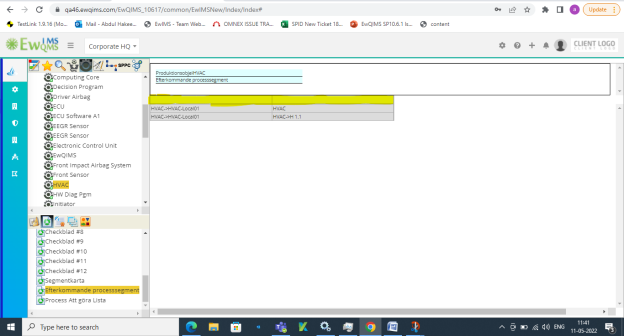 qa46.ewqims.com/EwQIMS_10617/common/EwIMSNew/Index/Index#
Update
TestLink 1.9.16 (Mo...
Mail - Abdul Hakee...
EwIMS - Team Web...
OMNEX ISSUE TRA...
SPID New Ticket 18...
EwQIMS SP10.6.1 Is...
content
EwQIMS
Corporate HQ
CLIENT LOGO
SPPC
Computing Core
Decision Program
Driver Airbag
ECU
ECU Software A1
EEGR Sensor
EEGR Sensor
Electronic Control Unit
EwQIMS
Front Impact Airbag System
Front Sensor
HVAC
HW Diag Pgm
Initiator
ProduktionsobjektHVAC
Efterkommande processsegment
HVAC->HVAC-Local01 HVAC
HVAC->HVAC-Local01 HVAC->H 1.1
Checkblad #8
Checkblad #9
Checkblad #10
Checkblad #11
Checkblad #12
Segmentkarta
Efterkommande processsegment
Process Att göra Lista
Type here to search
ENG
11:41
11-05-2022